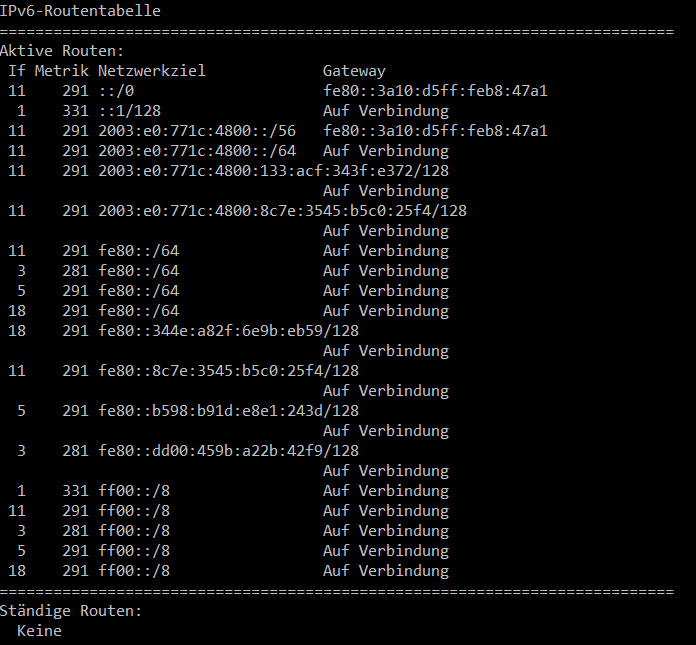 IPv6-Routentabelle
===========================================================================
Aktive Routen:
 If Metrik Netzwerkziel             Gateway
 11    291 ::/0                     fe80::3a10:d5ff:feb8:47a1
  1    331 ::1/128                  Auf Verbindung
 11    291 2003:e0:771c:4800::/56   fe80::3a10:d5ff:feb8:47a1
 11    291 2003:e0:771c:4800::/64   Auf Verbindung
 11    291 2003:e0:771c:4800:133:acf:343f:e372/128
                                    Auf Verbindung
 11    291 2003:e0:771c:4800:8c7e:3545:b5c0:25f4/128
                                    Auf Verbindung
 11    291 fe80::/64                Auf Verbindung
  3    281 fe80::/64                Auf Verbindung
  5    291 fe80::/64                Auf Verbindung
 18    291 fe80::/64                Auf Verbindung
 18    291 fe80::344e:a82f:6e9b:eb59/128
                                    Auf Verbindung
 11    291 fe80::8c7e:3545:b5c0:25f4/128
                                    Auf Verbindung
  5    291 fe80::b598:b91d:e8e1:243d/128
                                    Auf Verbindung
  3    281 fe80::dd00:459b:a22b:42f9/128
                                    Auf Verbindung
  1    331 ff00::/8                 Auf Verbindung
 11    291 ff00::/8                 Auf Verbindung
  3    281 ff00::/8                 Auf Verbindung
  5    291 ff00::/8                 Auf Verbindung
 18    291 ff00::/8                 Auf Verbindung
===========================================================================
Ständige Routen:
  Keine